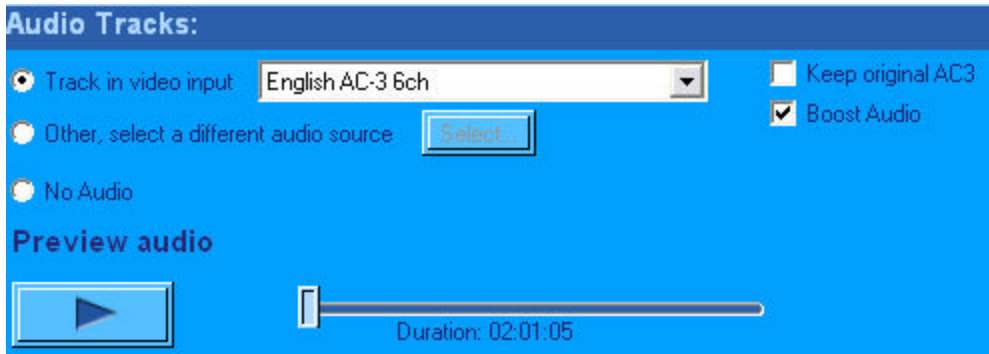 Audio Tracks:
Track in video input English AC-3 6ch Keep original AC3
Other, select a different audio source Select... Boost Audio
No Audio
Preview audio
Duration: 02:01:05